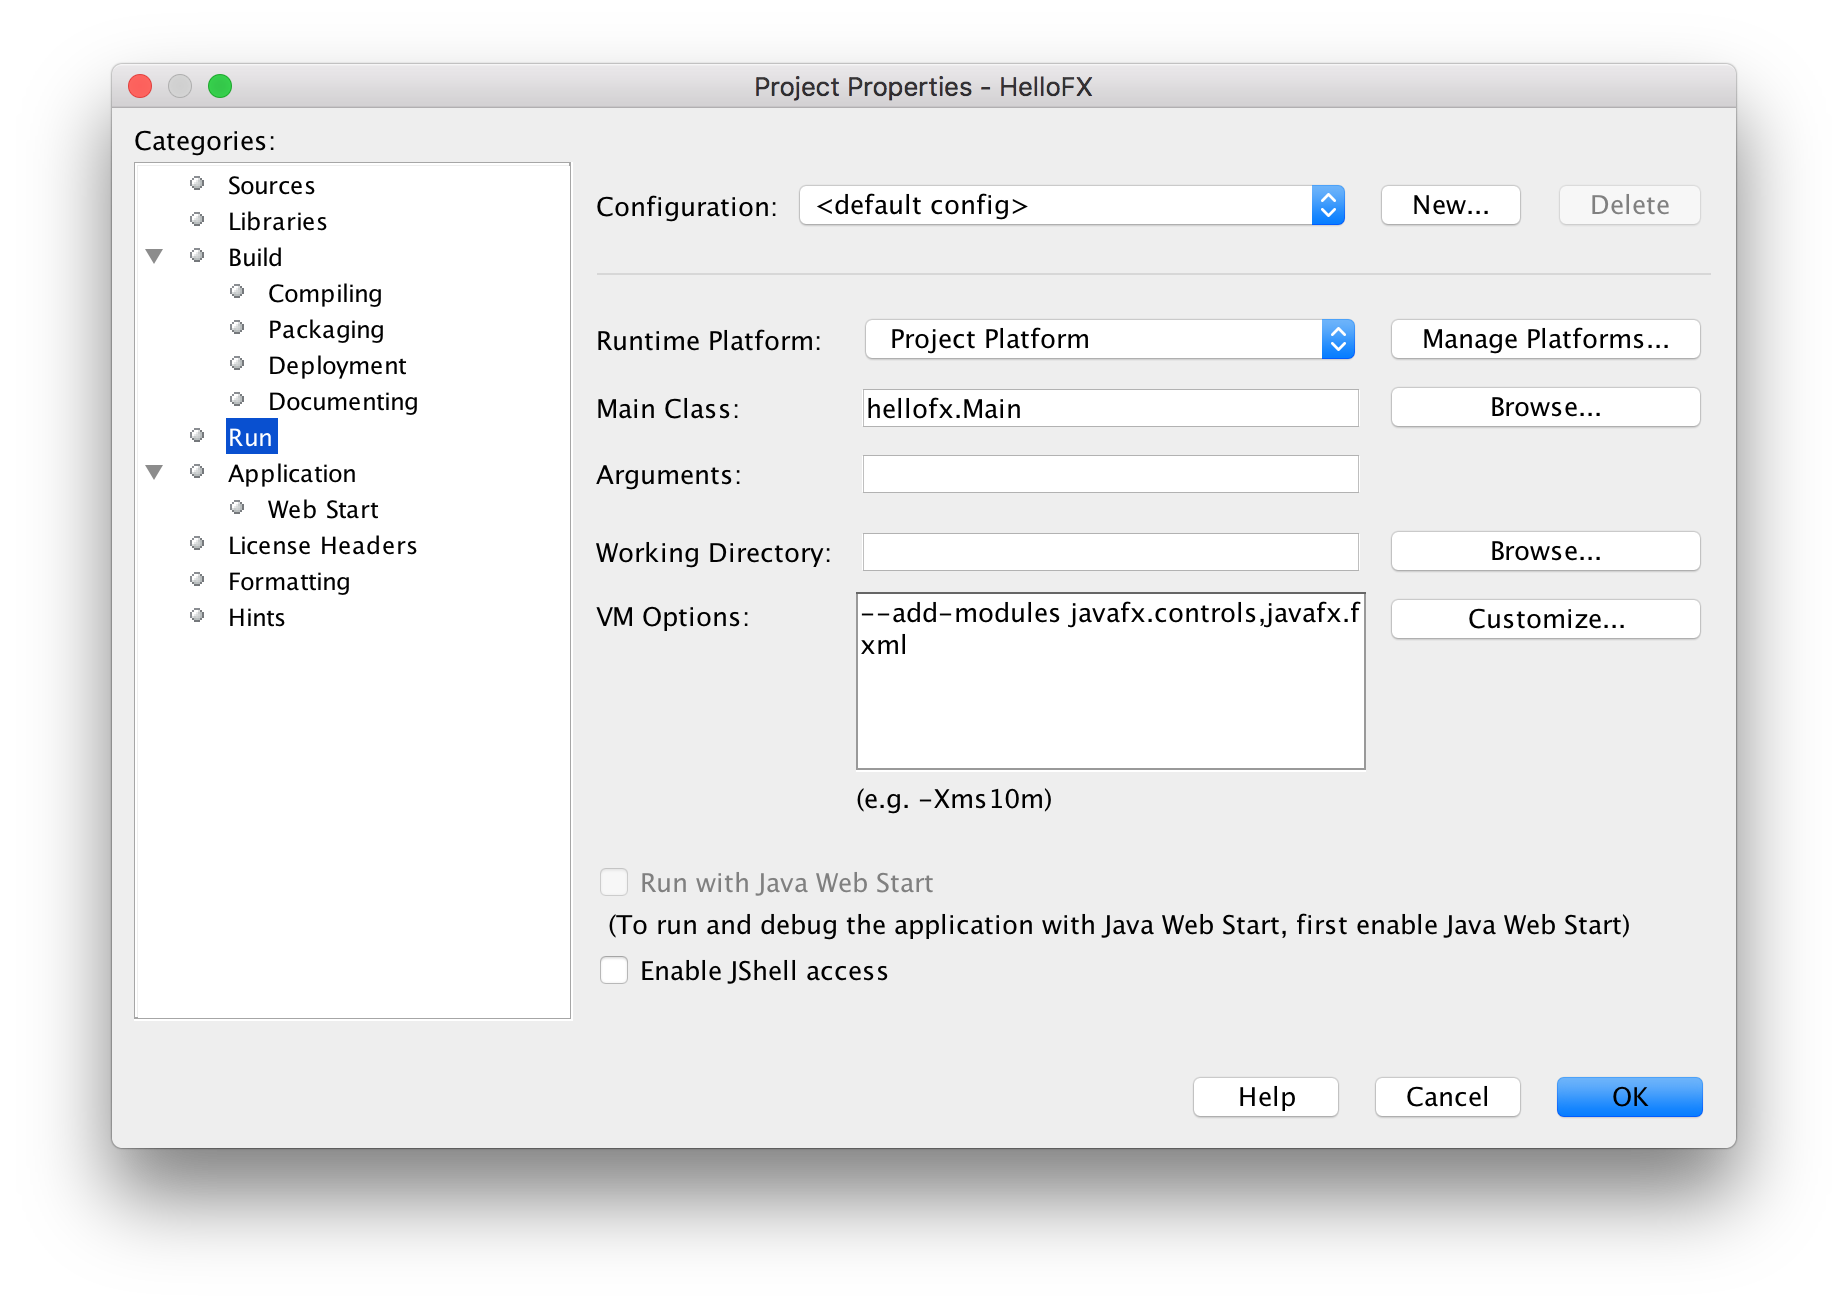 Project Properties - HelloFX
Categories:
Sources
Libraries
Build
Compiling
Packaging
Deployment
Documenting
Run
Application
Web Start
License Headers
Formatting
Hints
Configuration: <default config> New... Delete
Runtime Platform: Project Platform Manage Platforms...
Main Class: hellofx.Main Browse...
Arguments:
Working Directory: Browse...
VM Options: --add-modules javafx.controls,javafx.f Customize...
xml
(e.g. -Xms10m)
Run with Java Web Start
(To run and debug the application with Java Web Start, first enable Java Web Start)
Enable JShell access
Help Cancel OK